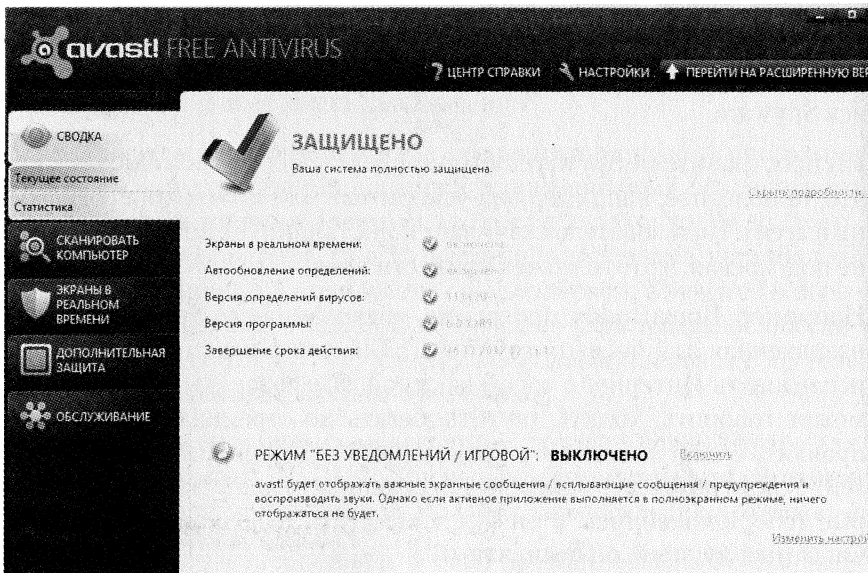 avast! FREE ANTIVIRUS
? ЦЕНТР СПРАВКИ НАСТРОЙКИ ПЕРЕЙТИ НА РАСШИРЕННУЮ ВЕР
СВОДКА
Текущее состояние
Статистика
СКАНИРОВАТЬ
КОМПЬЮТЕР
ЭКРАНЫ В
РЕАЛЬНОМ
ВРЕМЕНИ
ДОПОЛНИТЕЛЬНАЯ
ЗАЩИТА
ОБСЛУЖИВАНИЕ
ЗАЩИЩЕНО
Ваша система полностью защищена.
Скрыть подробности
Экраны в реальном времени:
Автообновление определений:
Версия определений вирусов:
Версия программы:
Завершение срока действия:
РЕЖИМ "БЕЗ УВЕДОМЛЕНИЙ / ИГРОВОЙ": ВЫКЛЮЧЕНО Включить
avast! будет отображать важные экранные сообщения / всплывающие сообщения / предупреждения и
воспроизводить звуки. Однако если активное приложение выполняется в полноэкранном режиме, ничего
отображаться не будет.
Изменить настрой